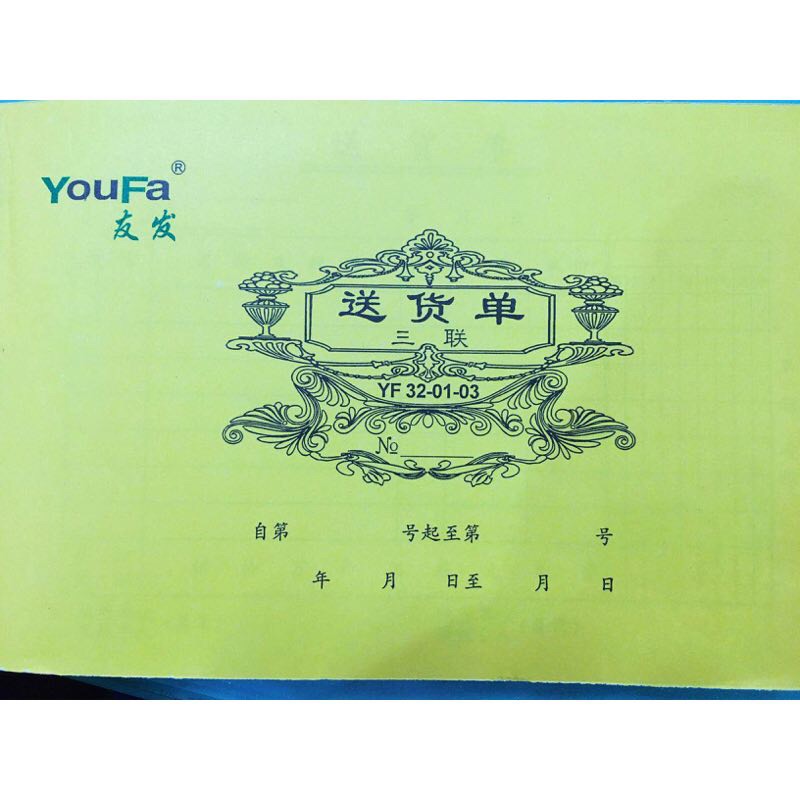 YouFa®
友发
送货单
三联
YF 32-01-03
№
自第 号起至第 号
年 月 日至 月 日